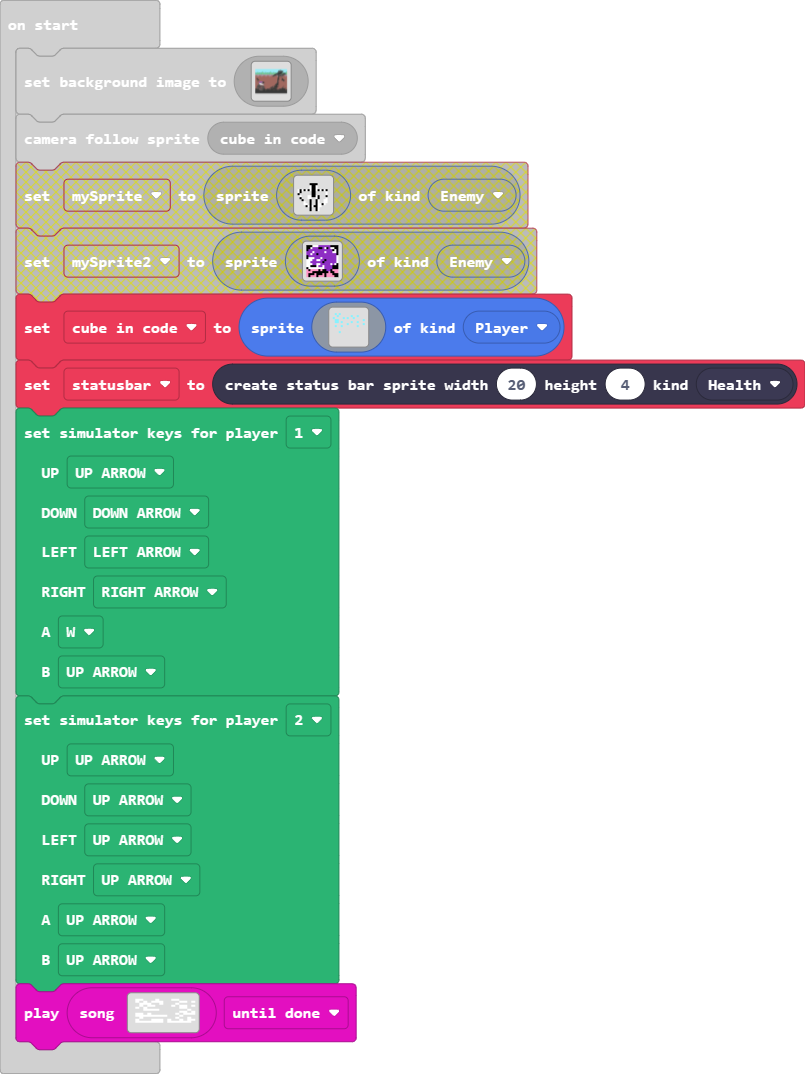 on start
set background image to
camera follow sprite cube in code
set mySprite to sprite of kind Enemy
set mySprite2 to sprite of kind Enemy
set cube in code to sprite of kind Player
set statusbar to create status bar sprite width 20 height 4 kind Health
set simulator keys for player 1
UP UP ARROW
DOWN DOWN ARROW
LEFT LEFT ARROW
RIGHT RIGHT ARROW
A W
B UP ARROW
set simulator keys for player 2
UP UP ARROW
DOWN UP ARROW
LEFT UP ARROW
RIGHT UP ARROW
A UP ARROW
B UP ARROW
play song until done